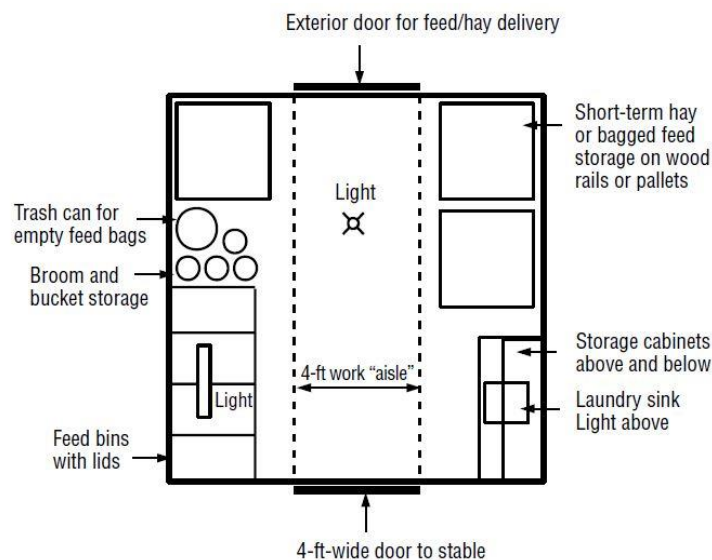 Exterior door for feed/hay delivery
Short-term hay
or bagged feed
storage on wood
rails or pallets
Light
Trash can for
empty feed bags
Broom and
bucket storage
Storage cabinets
above and below
4-ft work “aisle”
Light
Laundry sink
Light above
Feed bins
with lids
4-ft-wide door to stable